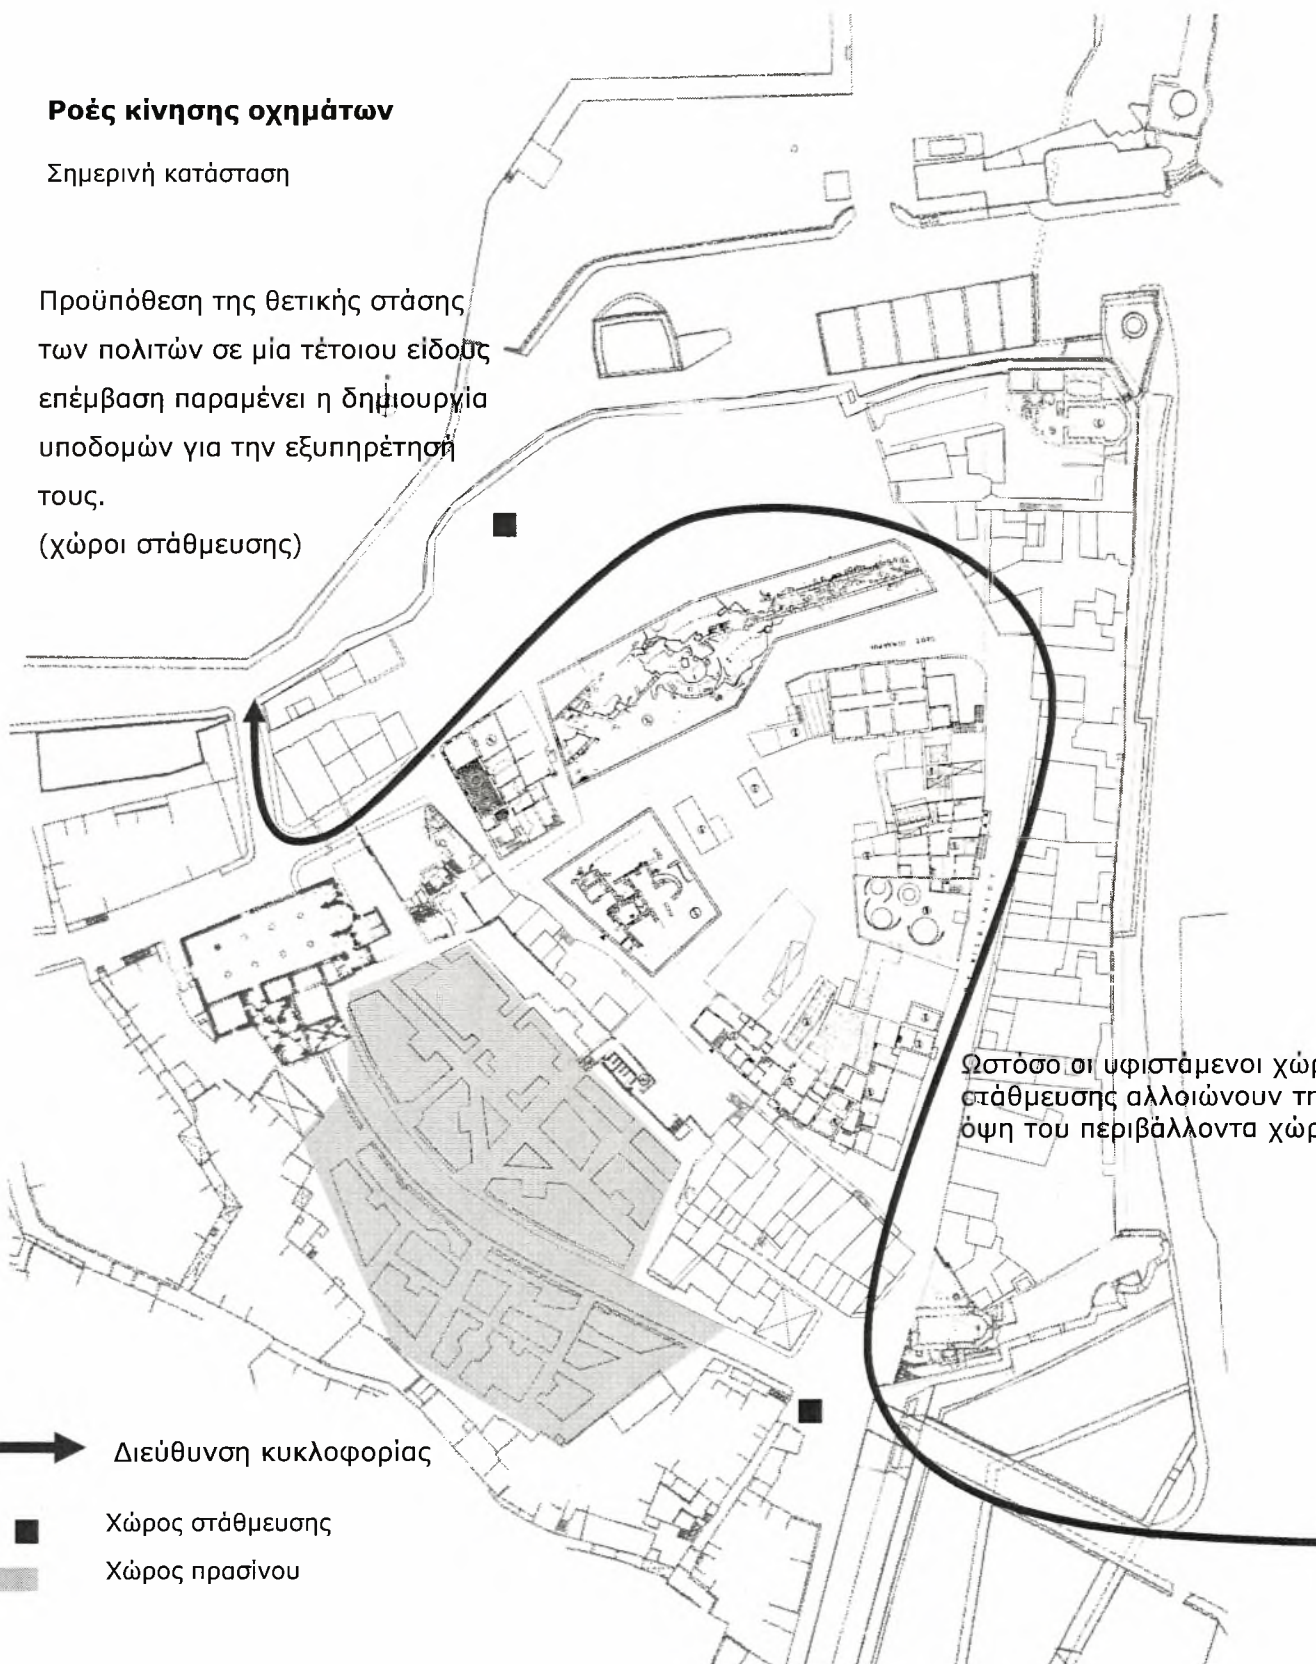 Ροές κίνησης οχημάτων
Σημερινή κατάσταση
Προϋπόθεση της θετικής στάσης
των πολιτών σε μία τέτοιου είδους
επέμβαση παραμένει η δημιουργία
υποδομών για την εξυπηρέτησή
τους.
(χώροι στάθμευσης)
Ωστόσο οι υφιστάμενοι
στάθμευσης αλλοιώνουν
όψη του περιβάλλοντα
Διεύθυνση κυκλοφορίας
Χώρος στάθμευσης
Χώρος πρασίνου